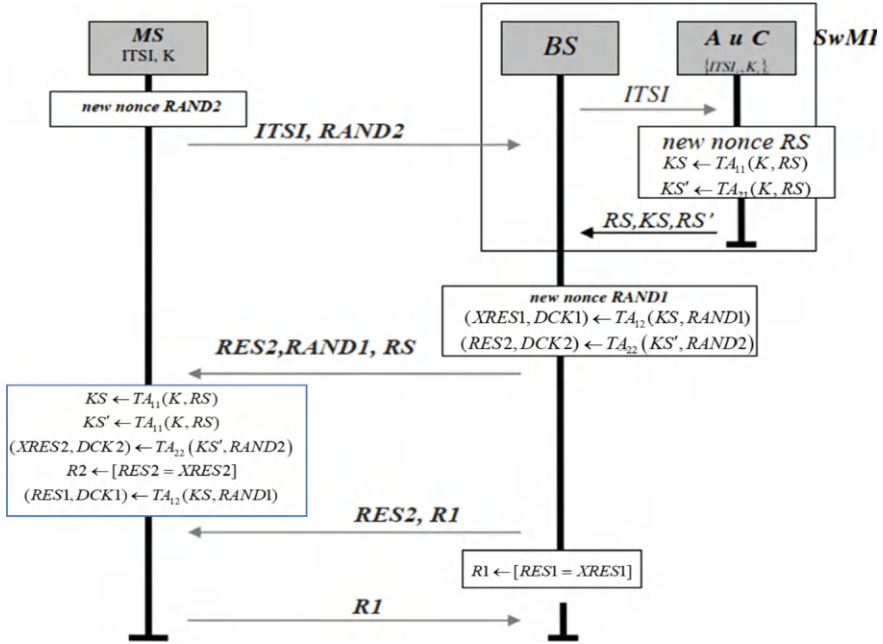 MS
ITSI, K
BS
A u C
{ITSI_i, K_i}
SwMI
new nonce RAND2
ITSI
ITSI, RAND2
new nonce RS
KS ← TA₁₁(K, RS)
KS′ ← TA₂₁(K, RS)
RS,KS,RS’
new nonce RAND1
(XRES1, DCK1) ← TA₁₂(KS, RAND1)
(RES2, DCK2) ← TA₂₂(KS′, RAND2)
RES2,RAND1, RS
KS ← TA₁₁(K, RS)
KS′ ← TA₁₁(K, RS)
(XRES2, DCK2) ← TA₂₂(KS′, RAND2)
R2 ← [RES2 = XRES2]
(RES1, DCK1) ← TA₁₂(KS, RAND1)
RES2, R1
R1 ← [RES1 = XRES1]
R1